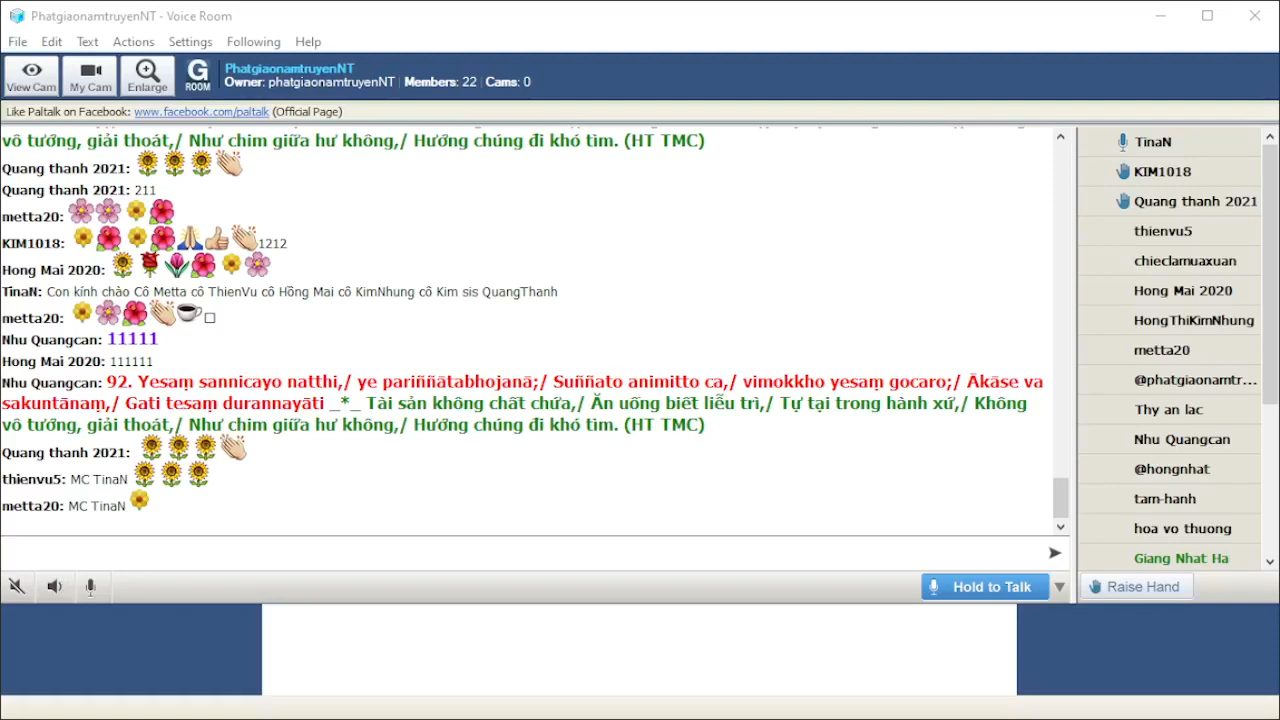 PhatgiaonamtruyenNT - Voice Room
File Edit Text Actions Settings Following Help
View Cam My Cam Enlarge G ROOM
PhatgiaonamtruyenNT
Owner: phatgiaonamtruyenNT | Members: 22 | Cams: 0
Like Paltalk on Facebook: www.facebook.com/paltalk (Official Page)
vô tướng, giải thoát,/ Như chim giữa hư không,/ Hướng chúng đi khó tìm. (HT TMC)
Quang thanh 2021:
Quang thanh 2021: 211
metta20:
KIM1018: 1212
Hong Mai 2020:
TinaN: Con kính chào Cô Metta cô ThienVu cô Hồng Mai cô KimNhung cô Kim sis QuangThanh
metta20:
Nhu Quangcan: 11111
Hong Mai 2020: 111111
Nhu Quangcan: 92. Yesaṃ sannicayo natthi,/ ye pariññātabhojanā;/ Suññato animitto ca,/ vimokkho yesaṃ gocaro;/ Ākāse va
sakuntānaṃ,/ Gati tesaṃ durannayāti _*_ Tài sản không chất chứa,/ Ăn uống biết liễu tri,/ Tự tại trong hành xứ,/ Không
vô tướng, giải thoát,/ Như chim giữa hư không,/ Hướng chúng đi khó tìm. (HT TMC)
Quang thanh 2021:
thienvu5: MC TinaN
metta20: MC TinaN
TinaN
KIM1018
Quang thanh 2021
thienvu5
chieclamuaxuan
Hong Mai 2020
HongThiKimNhung
metta20
@phatgiaonamtr...
Thy an lac
Nhu Quangcan
@hongnhat
tam-hanh
hoa vo thuong
Giang Nhat Ha
Hold to Talk
Raise Hand